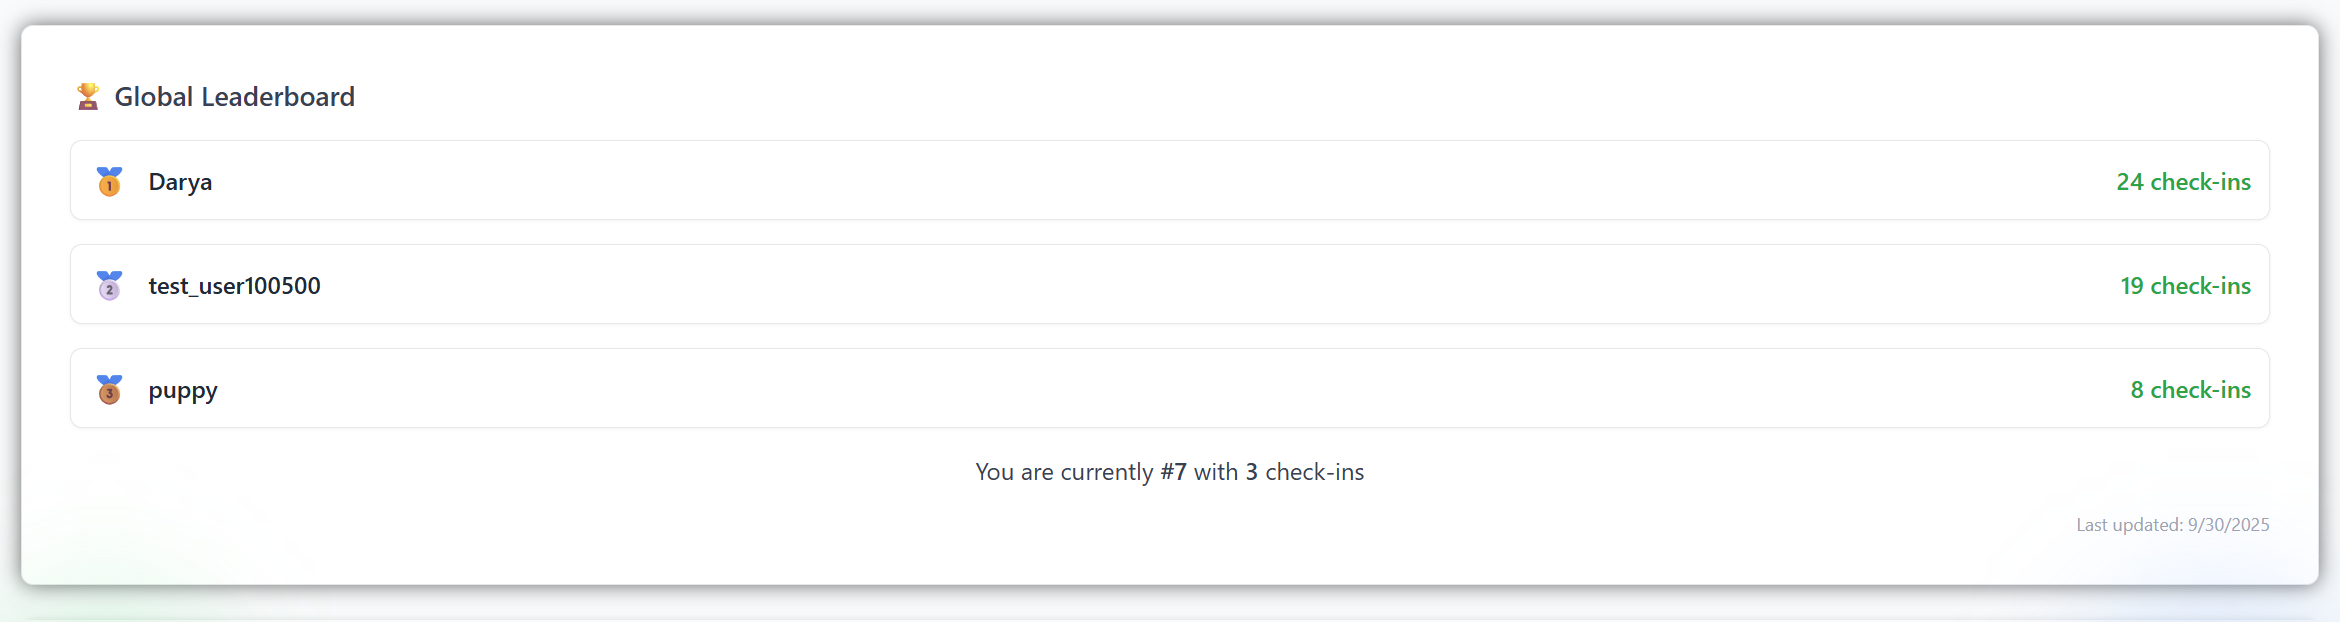 🏆 Global Leaderboard
🥇 Darya 24 check-ins
🥈 test_user100500 19 check-ins
🥉 puppy 8 check-ins
You are currently #7 with 3 check-ins
Last updated: 9/30/2025